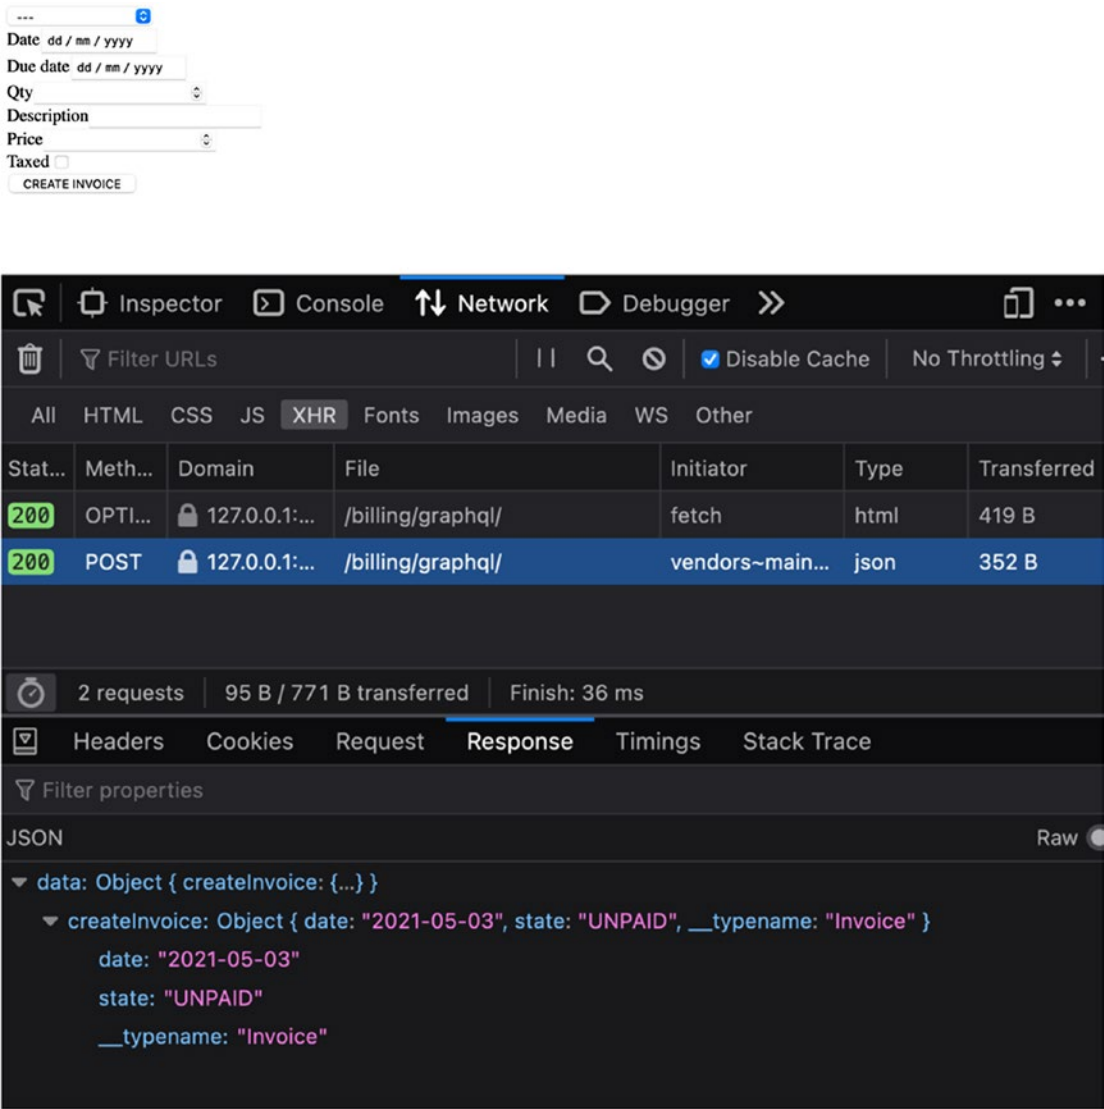 ---
Date dd / mm / yyyy
Due date dd / mm / yyyy
Qty
Description
Price
Taxed
CREATE INVOICE
Inspector Console Network Debugger
Filter URLs Disable Cache No Throttling
All HTML CSS JS XHR Fonts Images Media WS Other
Stat... Meth... Domain File Initiator Type Transferred
200 OPTI... 127.0.0.1:... /billing/graphql/ fetch html 419 B
200 POST 127.0.0.1:... /billing/graphql/ vendors~main... json 352 B
2 requests 95 B / 771 B transferred Finish: 36 ms
Headers Cookies Request Response Timings Stack Trace
Filter properties
JSON Raw
data: Object { createInvoice: {...} }
createInvoice: Object { date: "2021-05-03", state: "UNPAID", __typename: "Invoice" }
date: "2021-05-03"
state: "UNPAID"
__typename: "Invoice"